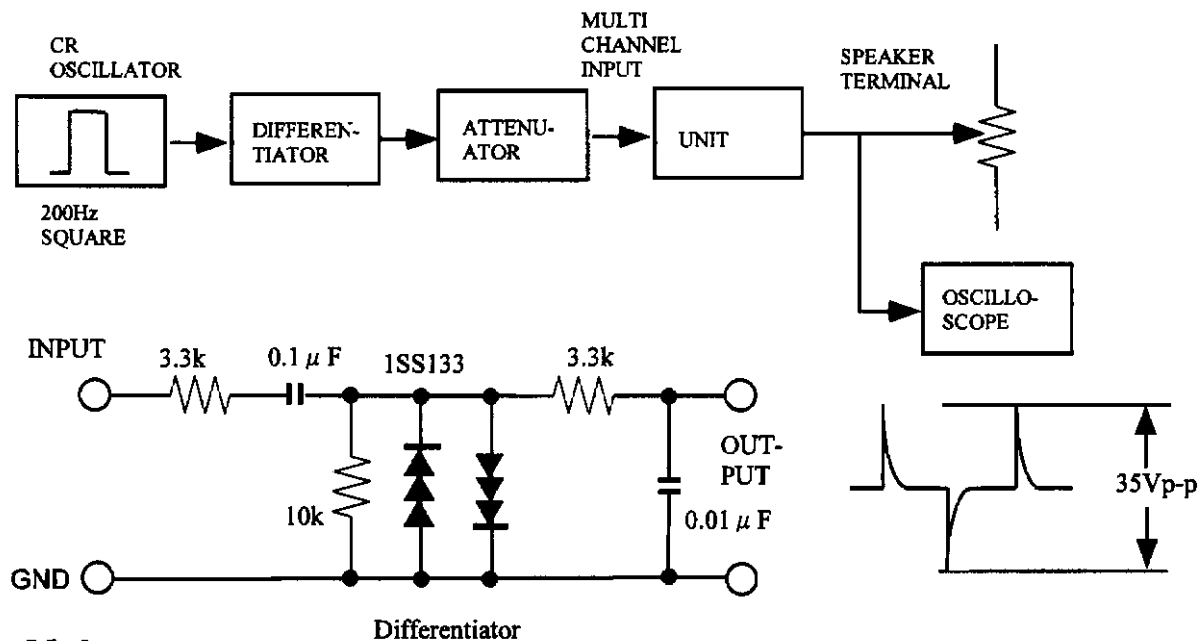 CR
OSCILLATOR
MULTI
CHANNEL
INPUT
SPEAKER
TERMINAL
DIFFEREN-
TIATOR
ATTENU-
ATOR
UNIT
200Hz
SQUARE
OSCILLO-
SCOPE
INPUT
3.3k
0.1 μ F
1SS133
3.3k
OUT-
PUT
10k
0.01 μ F
35Vp-p
GND
Differentiator